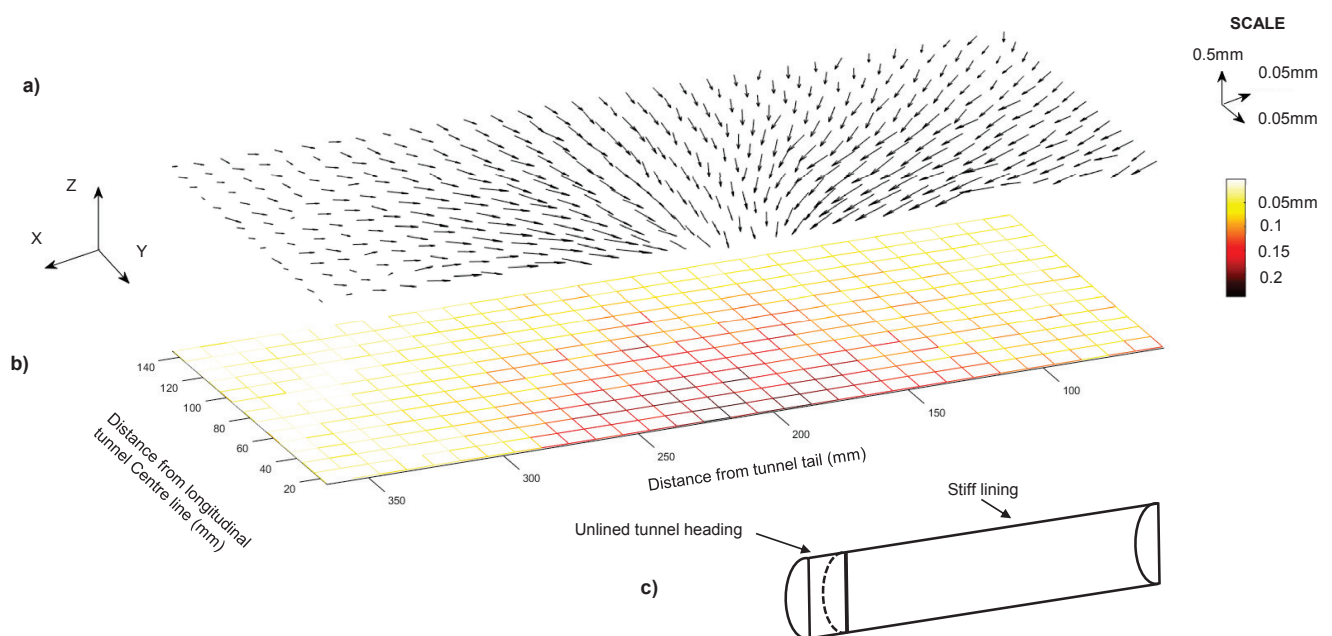 SCALE
0.5mm
0.05mm
0.05mm
a)
Z
X
Y
0.05mm
0.1
0.15
0.2
b)
140
120
100
80
60
40
20
Distance from longitudinal
tunnel Centre line (mm)
350
300
250
200
150
100
Distance from tunnel tail (mm)
Stiff lining
Unlined tunnel heading
c)